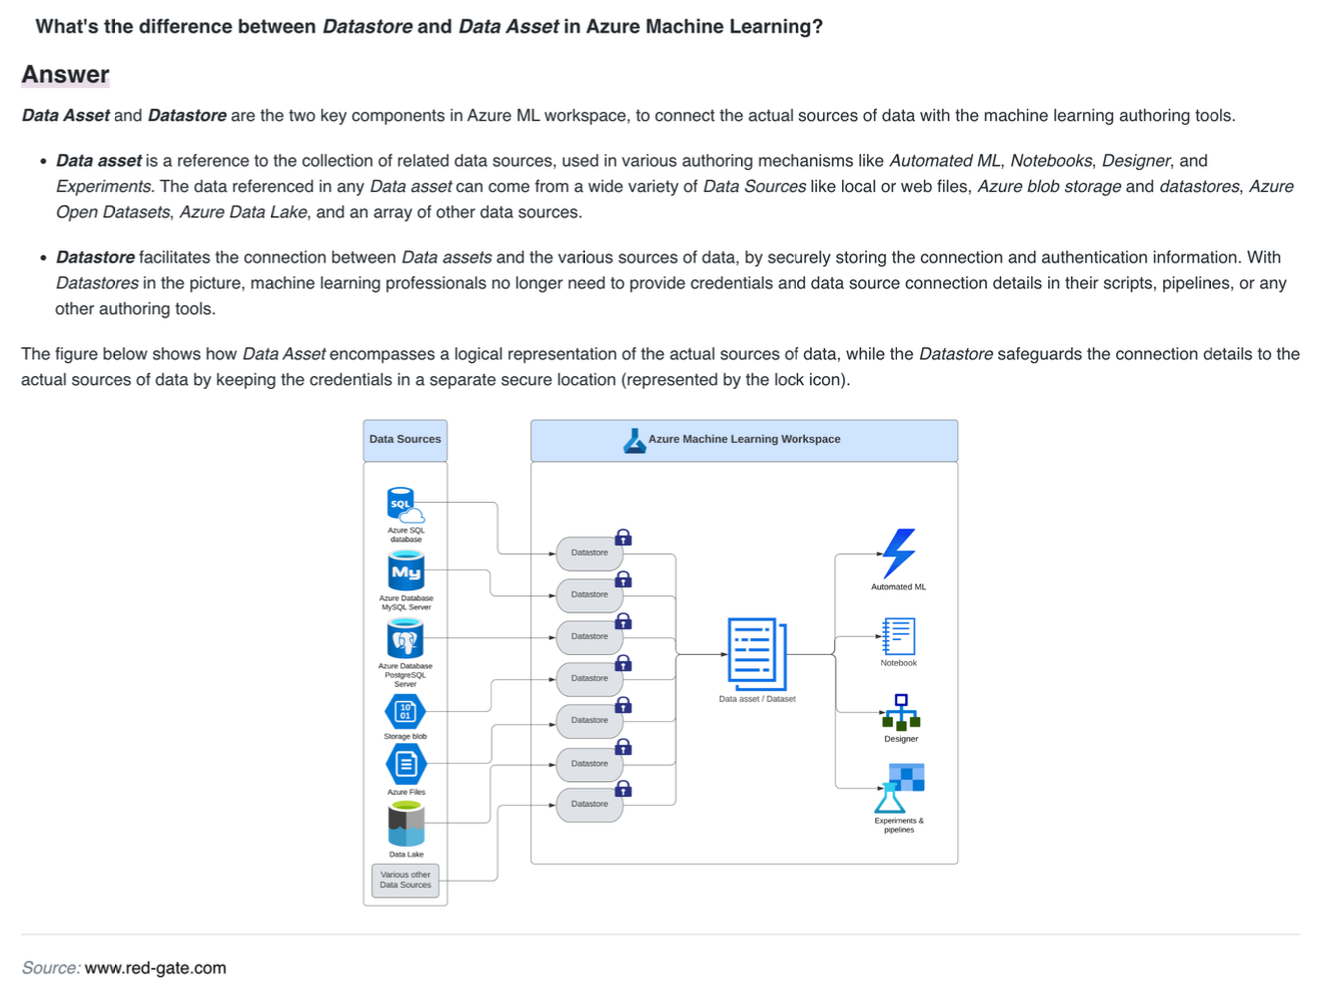 What's the difference between Datastore and Data Asset in Azure Machine Learning?
Answer
Data Asset and Datastore are the two key components in Azure ML workspace, to connect the actual sources of data with the machine learning authoring tools.
• Data asset is a reference to the collection of related data sources, used in various authoring mechanisms like Automated ML, Notebooks, Designer, and
Experiments. The data referenced in any Data asset can come from a wide variety of Data Sources like local or web files, Azure blob storage and datastores, Azure
Open Datasets, Azure Data Lake, and an array of other data sources.
• Datastore facilitates the connection between Data assets and the various sources of data, by securely storing the connection and authentication information. With
Datastores in the picture, machine learning professionals no longer need to provide credentials and data source connection details in their scripts, pipelines, or any
other authoring tools.
The figure below shows how Data Asset encompasses a logical representation of the actual sources of data, while the Datastore safeguards the connection details to the
actual sources of data by keeping the credentials in a separate secure location (represented by the lock icon).
Data Sources
SQL
Azure SQL
database
My
Azure Database
MySQL Server
Azure Database
PostgreSQL
Server
10
01
Storage blob
Azure Files
Data Lake
Various other
Data Sources
Azure Machine Learning Workspace
Datastore
Datastore
Datastore
Datastore
Datastore
Datastore
Datastore
Data asset / Dataset
Automated ML
Notebook
Designer
Experiments &
pipelines
Source: www.red-gate.com